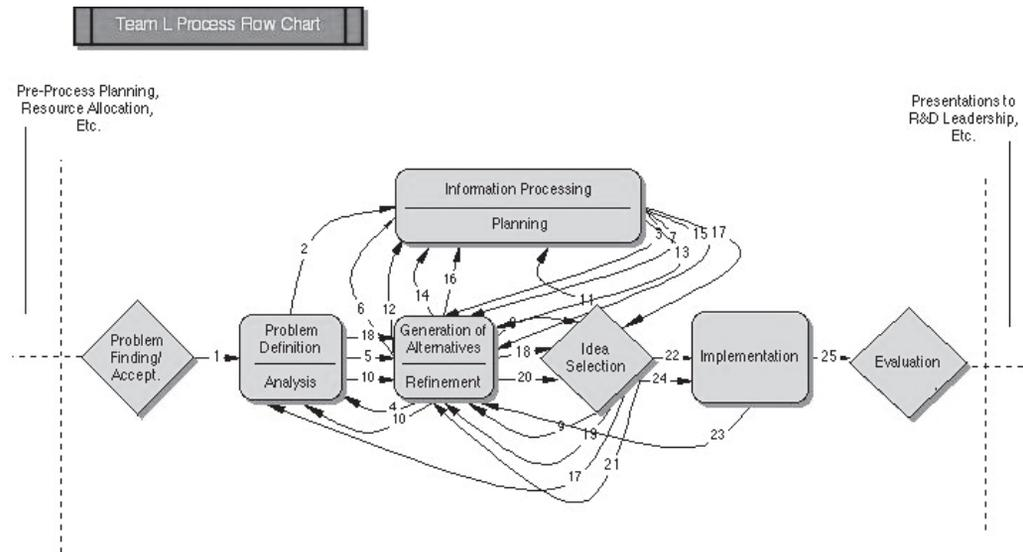 Team L Process Flow Chart
Pre-Process Planning,
Resource Allocation,
Etc.
Presentations to
R&D Leadership,
Etc.
Information Processing
Planning
2
3
7
15
17
13
16
14
12
6
11
Problem
Finding/
Accept.
1
Problem
Definition
Analysis
18
5
10
Generation of
Alternatives
Refinement
18
20
Idea
Selection
22
24
Implementation
25
Evaluation
4
10
9
19
23
17
21